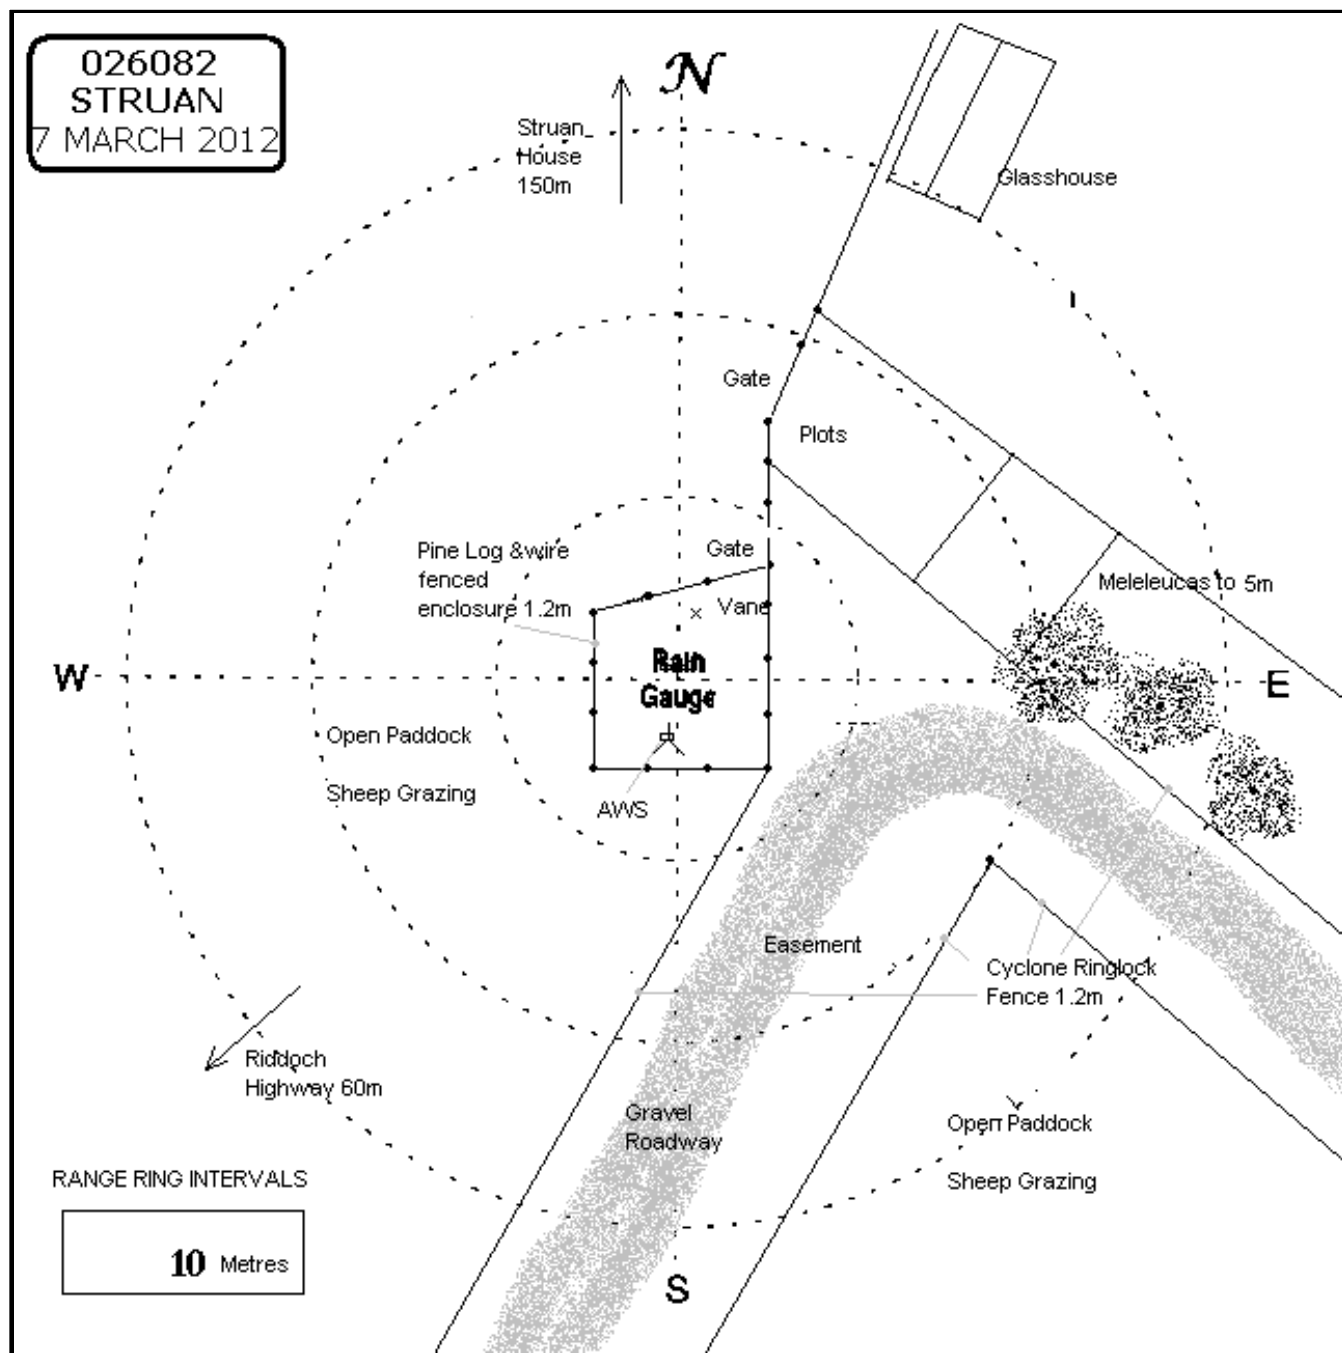 026082
STRUAN
7 MARCH 2012
N
Struan
House
150m
Glasshouse
Gate
Plots
Pine Log &wire
fenced
enclosure 1.2m
Gate
Vane
Meleleucas to 5m
W
Rain
Gauge
E
Open Paddock
Sheep Grazing
AWS
Easement
Cyclone Ringlock
Fence 1.2m
Riddoch
Highway 60m
Gravel
Roadway
Open Paddock
Sheep Grazing
RANGE RING INTERVALS
10 Metres
S